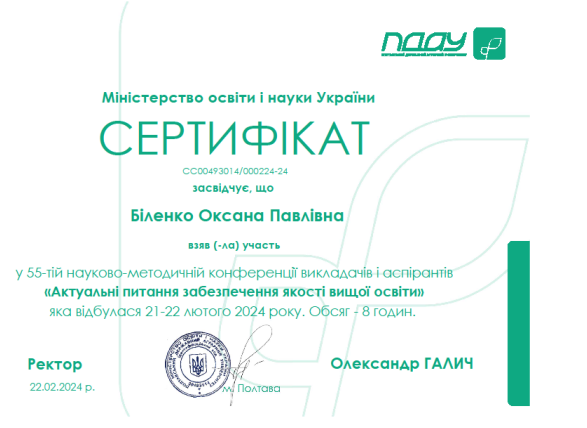 ПДАУ
Міністерство освіти і науки України
СЕРТИФІКАТ
СС00493014/000224-24
засвідчує, що
Біленко Оксана Павлівна
взяв (-ла) участь
у 55-тій науково-методичній конференції викладачів і аспірантів
«Актуальні питання забезпечення якості вищої освіти»
яка відбулася 21-22 лютого 2024 року. Обсяг - 8 годин.
Ректор
Олександр ГАЛИЧ
22.02.2024 р.
м. Полтава